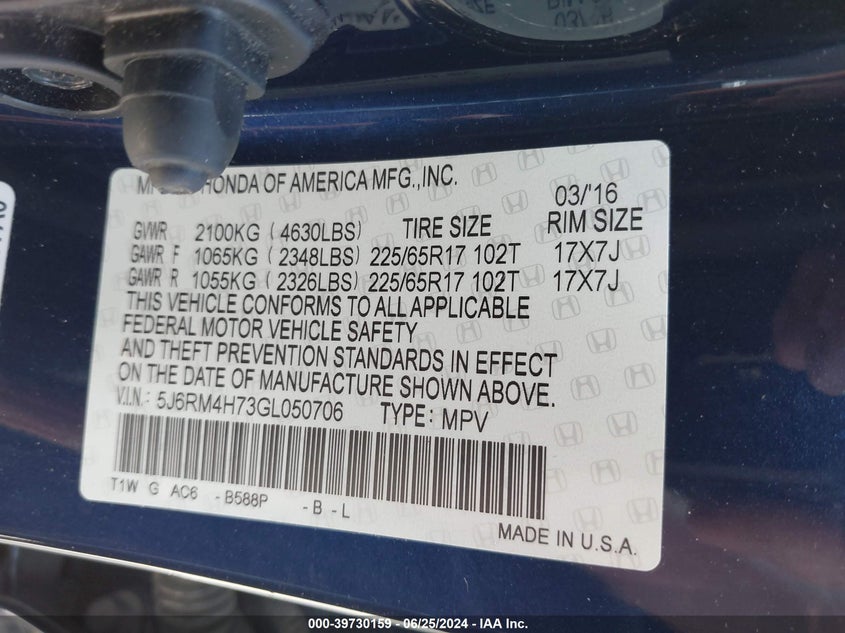 HONDA OF AMERICA MFG.,INC.
03/'16
GVWR 2100KG ( 4630LBS) TIRE SIZE RIM SIZE
GAWR F 1065KG ( 2348LBS) 225/65R17 102T 17X7J
GAWR R 1055KG ( 2326LBS) 225/65R17 102T 17X7J
THIS VEHICLE CONFORMS TO ALL APPLICABLE
FEDERAL MOTOR VEHICLE SAFETY
AND THEFT PREVENTION STANDARDS IN EFFECT
ON THE DATE OF MANUFACTURE SHOWN ABOVE.
V.I.N.: 5J6RM4H73GL050706 TYPE: MPV
T1W G AC6 - B588P - B - L
MADE IN U.S.A.
000-39730159 - 06/25/2024 - IAA Inc.